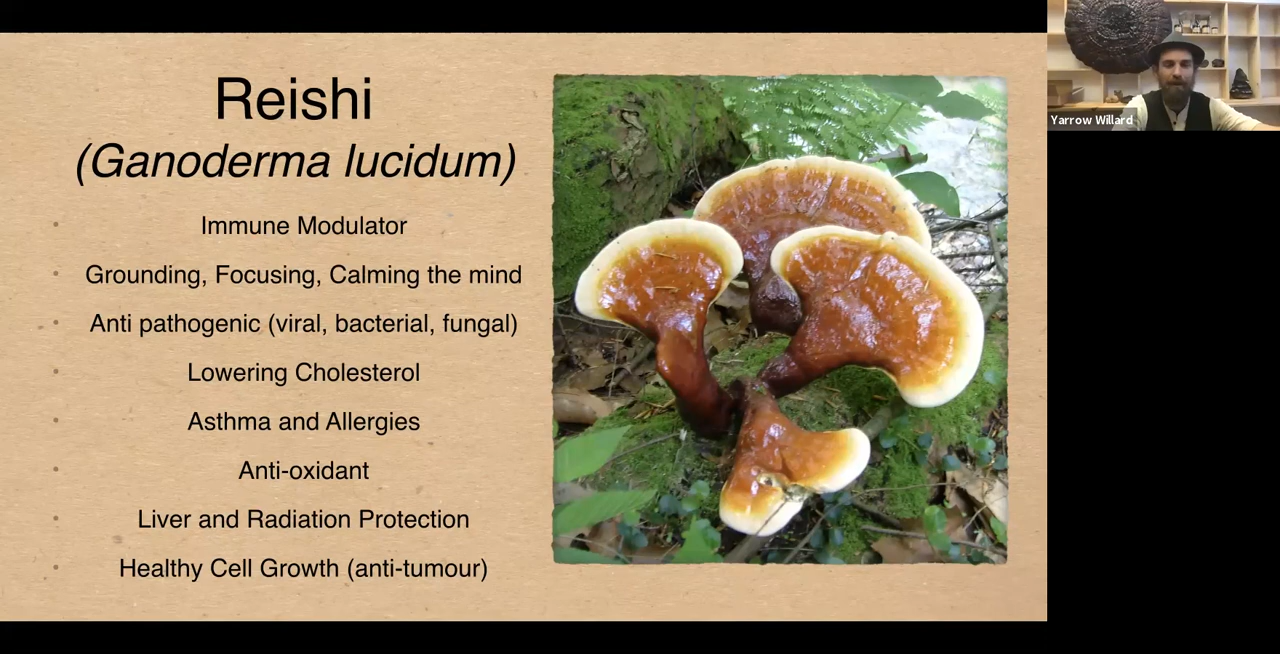 Reishi
(Ganoderma lucidum)
Immune Modulator
Grounding, Focusing, Calming the mind
Anti pathogenic (viral, bacterial, fungal)
Lowering Cholesterol
Asthma and Allergies
Anti-oxidant
Liver and Radiation Protection
Healthy Cell Growth (anti-tumour)
Yarrow Willard